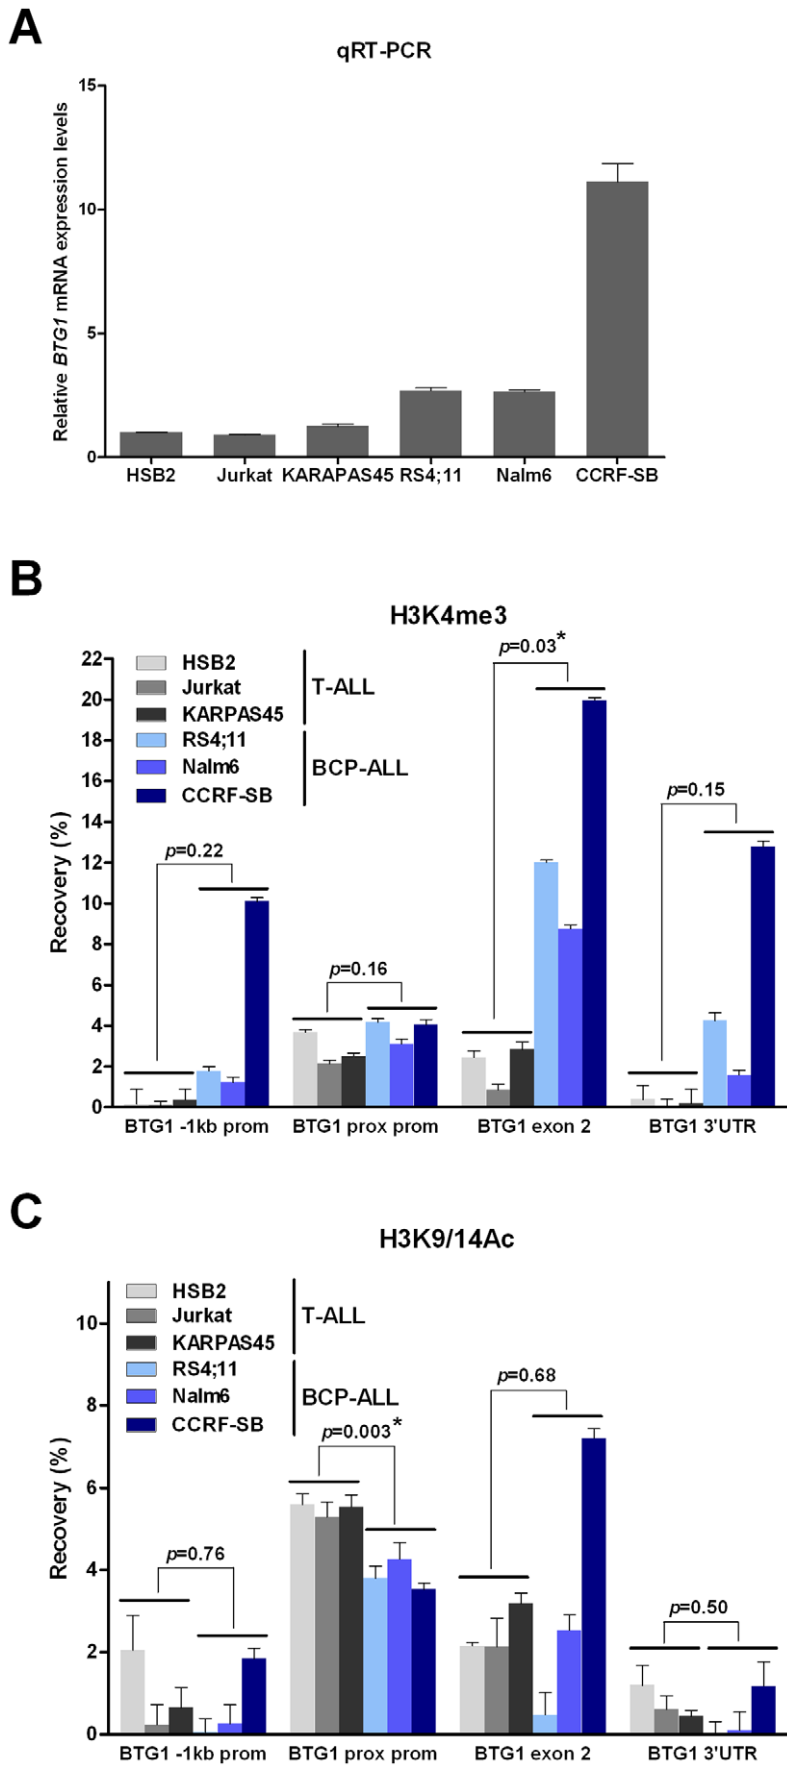 A
qRT-PCR
Relative BTG1 mRNA expression levels
15
10
5
0
HSB2 Jurkat KARAPAS45 RS4;11 Nalm6 CCRF-SB
B
H3K4me3
Recovery (%)
22
20
18
16
14
12
10
8
6
4
2
0
HSB2
Jurkat
KARPAS45
RS4;11
Nalm6
CCRF-SB
T-ALL
BCP-ALL
p=0.22
p=0.16
p=0.03*
p=0.15
BTG1 -1kb prom BTG1 prox prom BTG1 exon 2 BTG1 3'UTR
C
H3K9/14Ac
Recovery (%)
10
8
6
4
2
0
HSB2
Jurkat
KARPAS45
RS4;11
Nalm6
CCRF-SB
T-ALL
BCP-ALL
p=0.76
p=0.003*
p=0.68
p=0.50
BTG1 -1kb prom BTG1 prox prom BTG1 exon 2 BTG1 3'UTR